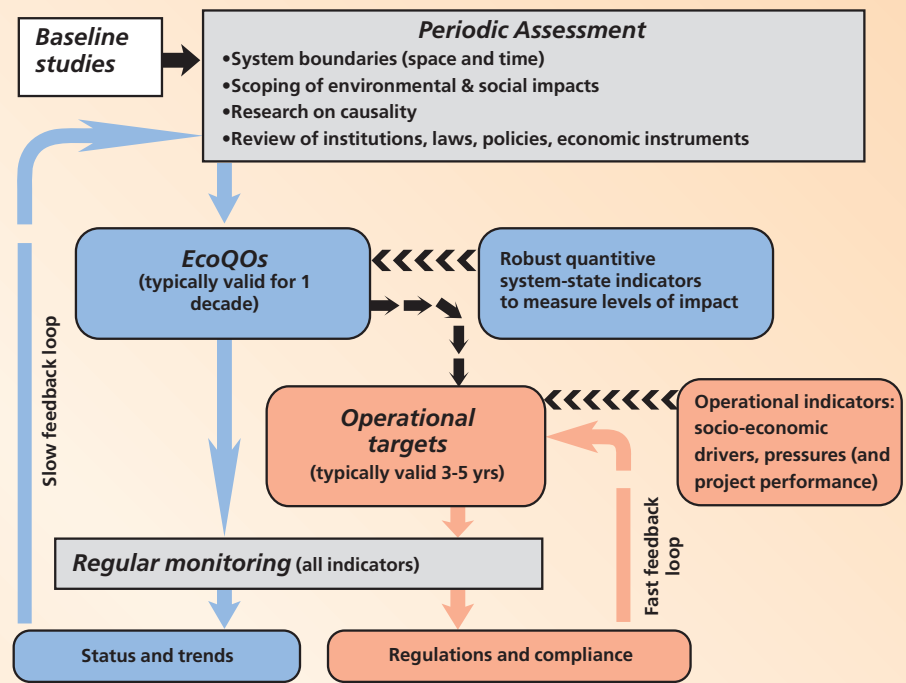 Baseline
studies
Periodic Assessment
•System boundaries (space and time)
•Scoping of environmental & social impacts
•Research on causality
•Review of institutions, laws, policies, economic instruments
EcoQOs
(typically valid for 1
decade)
Robust quantitive
system-state indicators
to measure levels of impact
Slow feedback loop
Operational
targets
(typically valid 3-5 yrs)
Operational indicators:
socio-economic
drivers, pressures (and
project performance)
Regular monitoring (all indicators)
Fast feedback
loop
Status and trends
Regulations and compliance